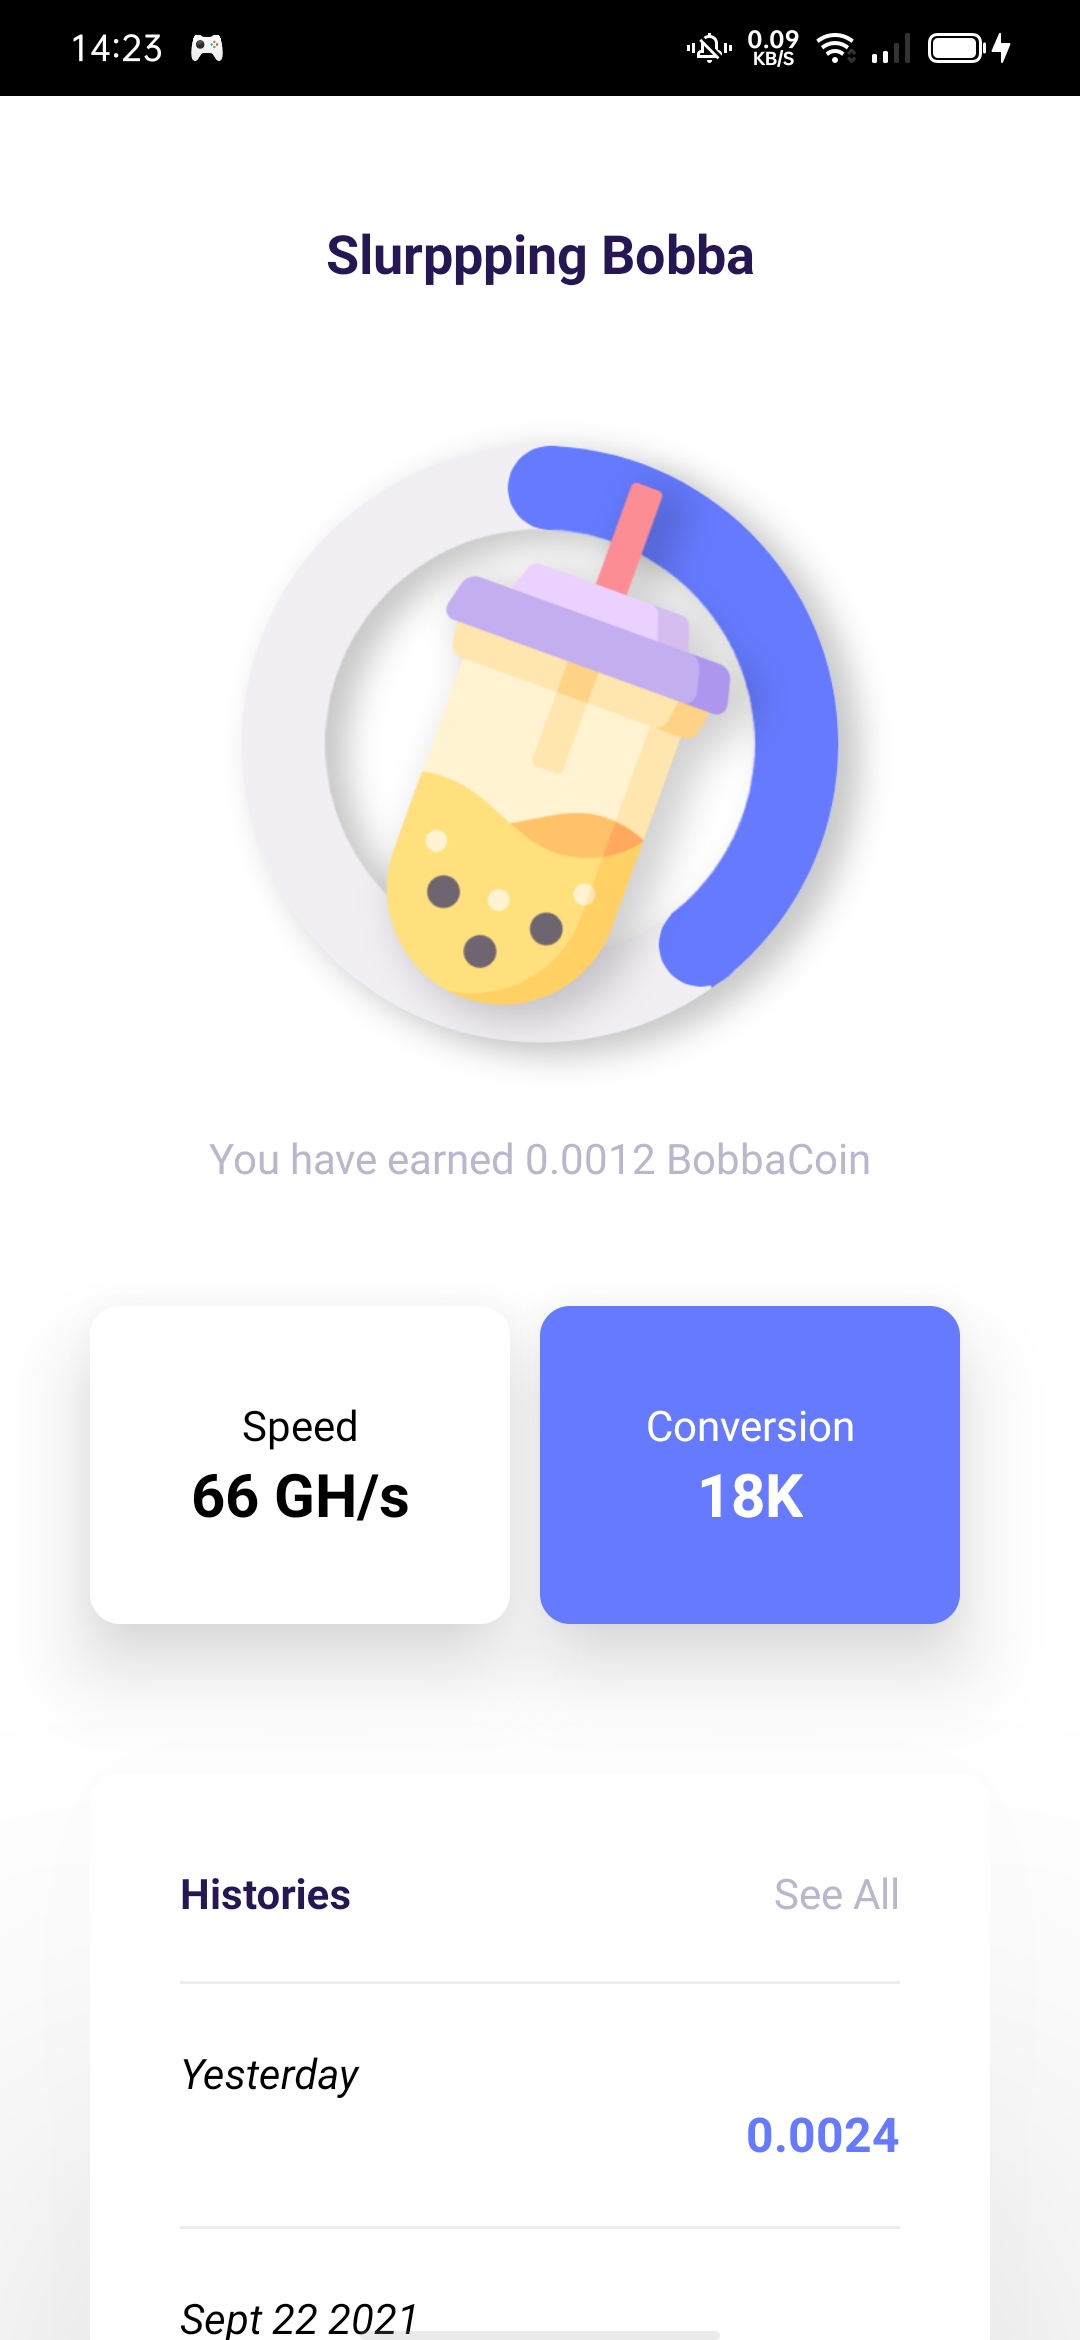 14:23
0.09
KB/S
Slurppping Bobba
You have earned 0.0012 BobbaCoin
Speed
66 GH/s
Conversion
18K
Histories
See All
Yesterday
0.0024
Sept 22 2021